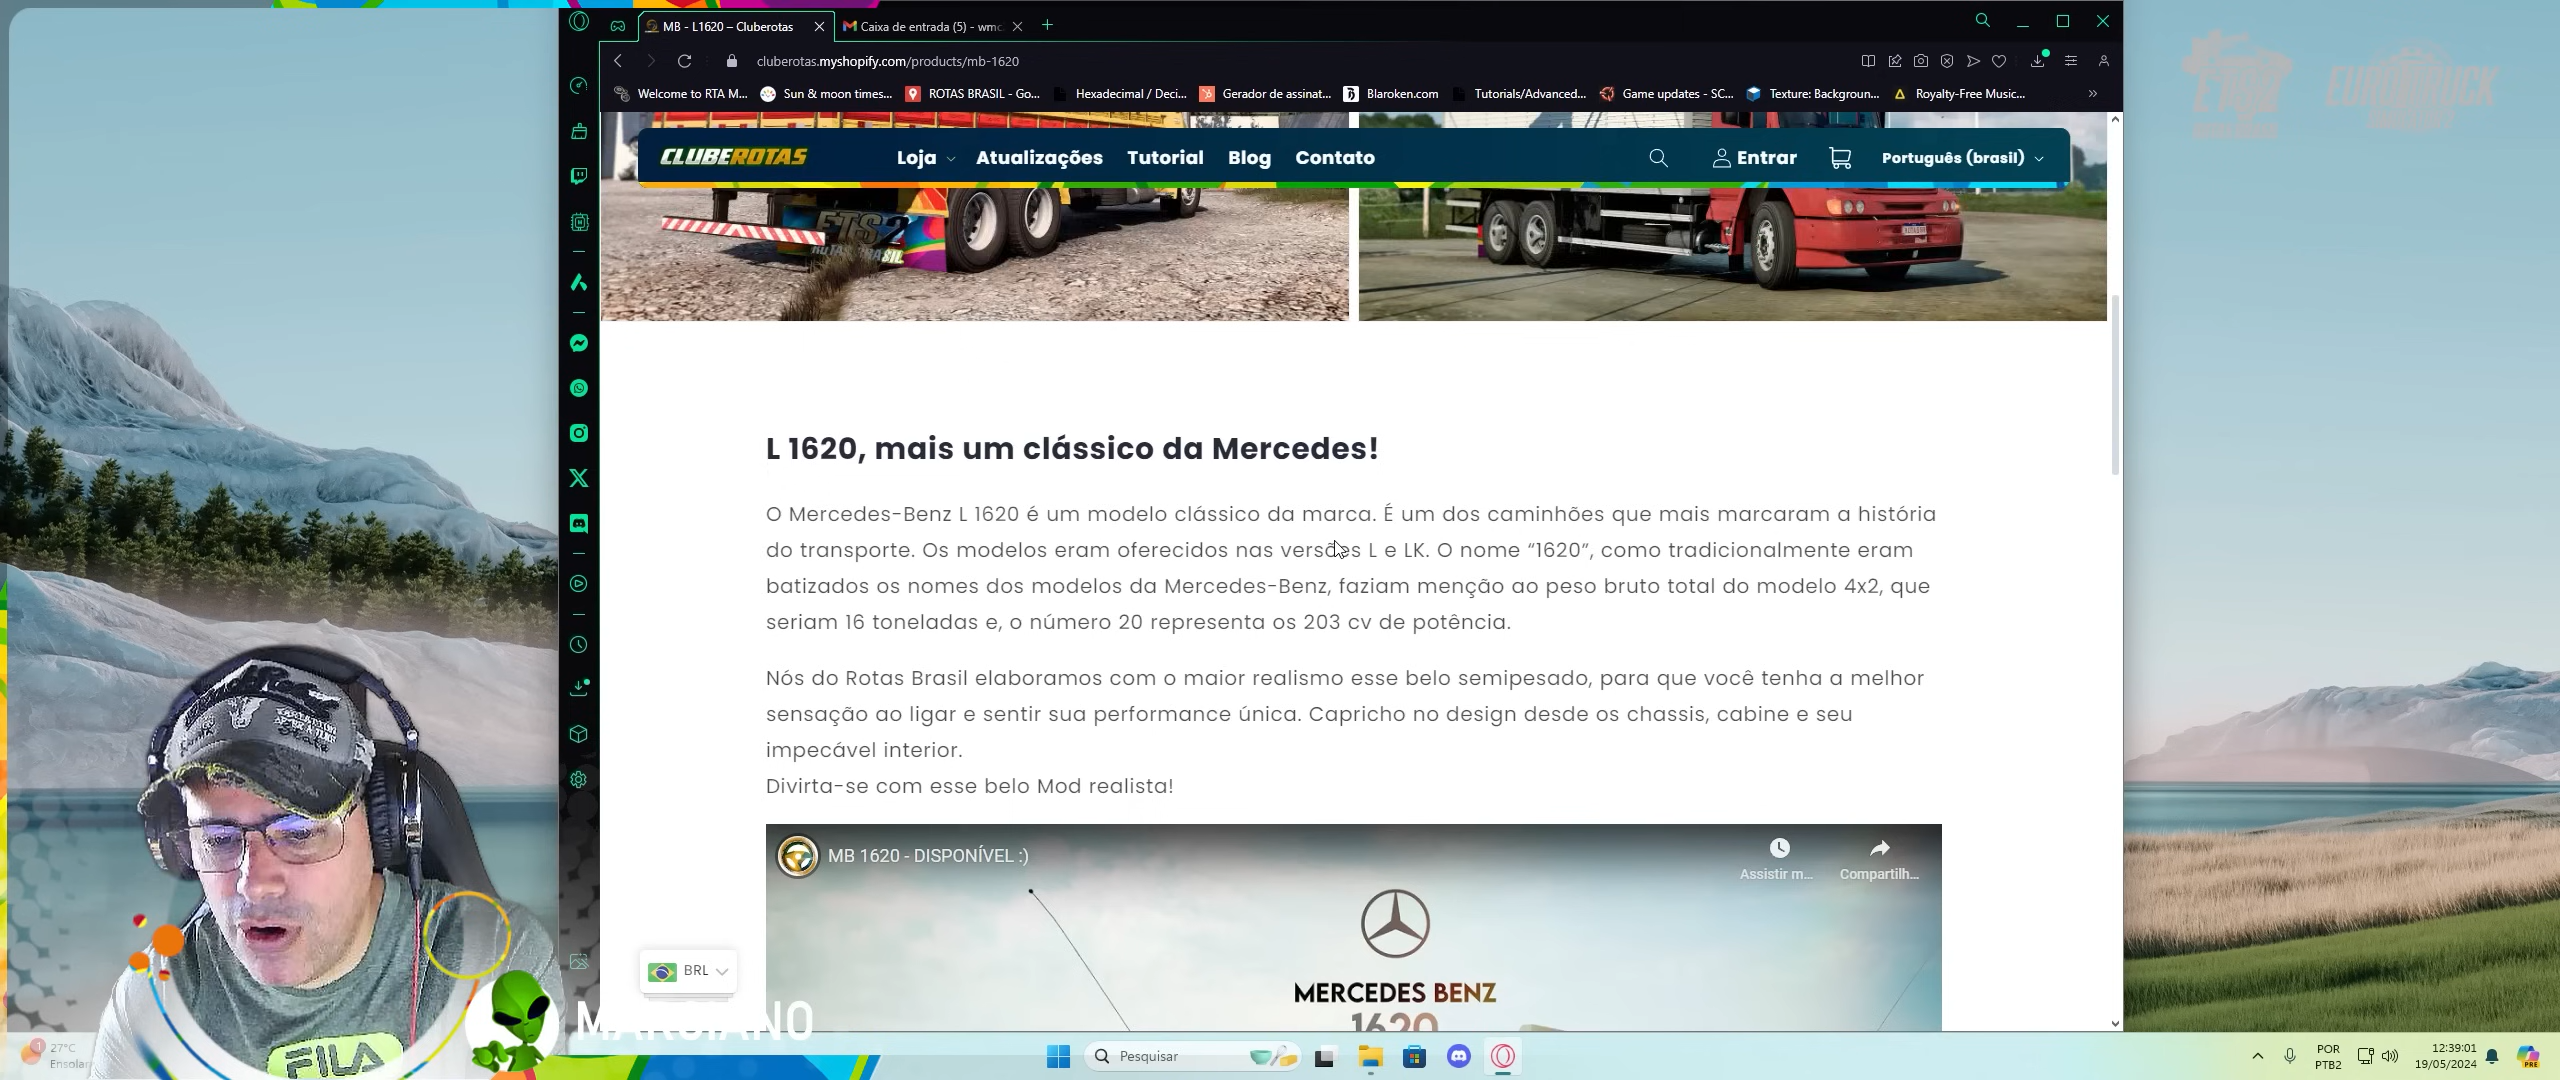 MB - L1620 – Cluberotas
Caixa de entrada (5) - wmc
cluberotas.myshopify.com/products/mb-1620
Welcome to RTA M...
Sun & moon times...
ROTAS BRASIL - Go...
Hexadecimal / Deci...
Gerador de assinat...
Blaroken.com
Tutorials/Advanced...
Game updates - SC...
Texture: Backgroun...
Royalty-Free Music...
CLUBEROTAS
Loja
Atualizações
Tutorial
Blog
Contato
Entrar
Português (brasil)
ETS2
ROTAS BRASIL
L 1620, mais um clássico da Mercedes!
O Mercedes-Benz L 1620 é um modelo clássico da marca. É um dos caminhões que mais marcaram a história
do transporte. Os modelos eram oferecidos nas versões L e LK. O nome “1620”, como tradicionalmente eram
batizados os nomes dos modelos da Mercedes-Benz, faziam menção ao peso bruto total do modelo 4x2, que
seriam 16 toneladas e, o número 20 representa os 203 cv de potência.
Nós do Rotas Brasil elaboramos com o maior realismo esse belo semipesado, para que você tenha a melhor
sensação ao ligar e sentir sua performance única. Capricho no design desde os chassis, cabine e seu
impecável interior.
Divirta-se com esse belo Mod realista!
MB 1620 - DISPONÍVEL :)
Assistir m...
Compartilh...
MERCEDES BENZ
1620
BRL
MARCIANO
FILA
27°C
Ensolar
Pesquisar
POR
PTB2
12:39:01
19/05/2024
PRE